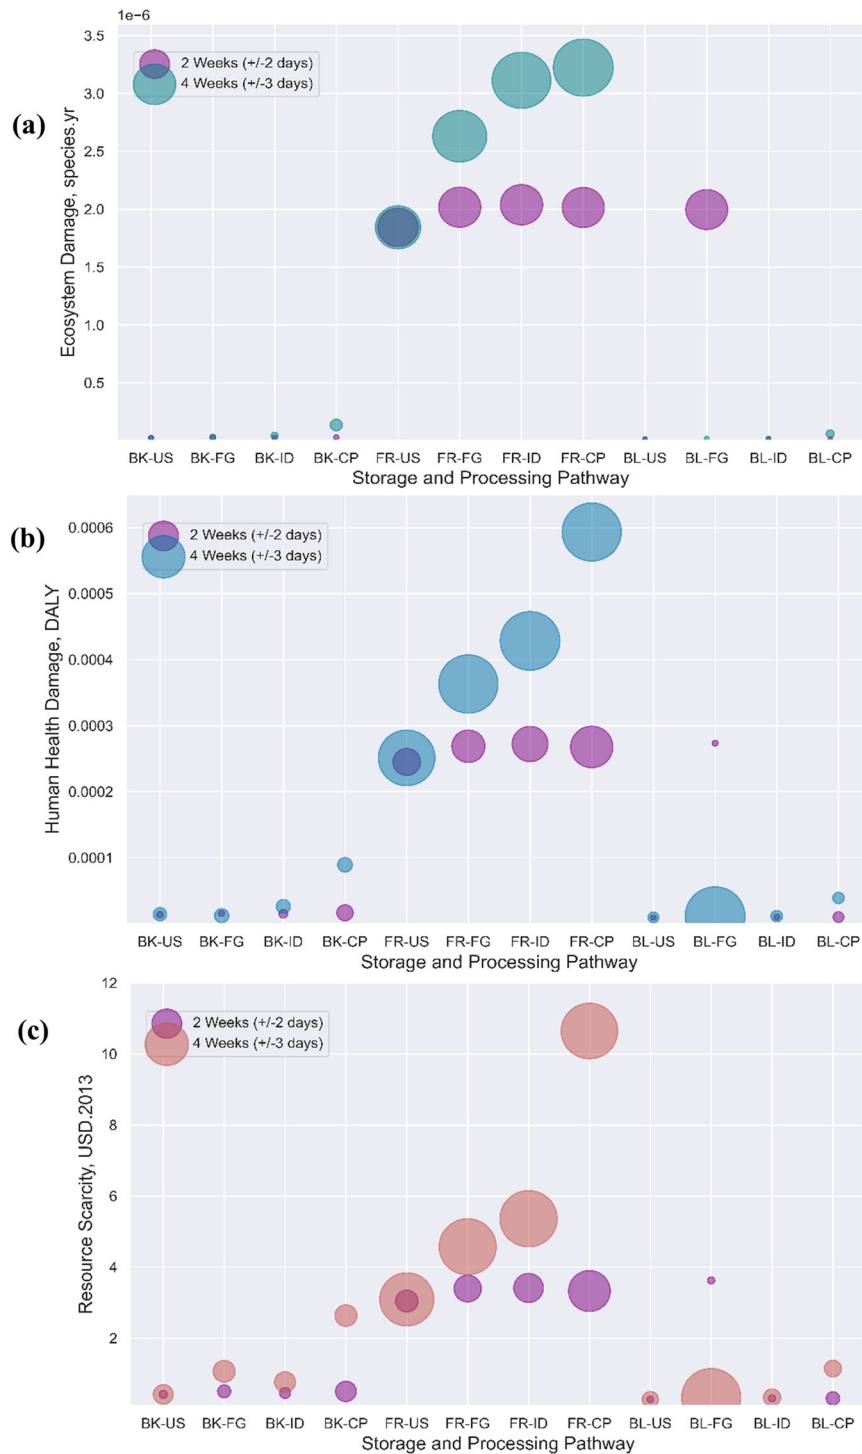 1e−6
3.5
2 Weeks (+/-2 days)
4 Weeks (+/-3 days)
3.0
(a)
2.5
2.0
1.5
1.0
0.5
Ecosystem Damage, species.yr
BK-US BK-FG BK-ID BK-CP FR-US FR-FG FR-ID FR-CP BL-US BL-FG BL-ID BL-CP
Storage and Processing Pathway
0.0006
(b)
2 Weeks (+/-2 days)
4 Weeks (+/-3 days)
0.0005
0.0004
0.0003
0.0002
0.0001
Human Health Damage, DALY
BK-US BK-FG BK-ID BK-CP FR-US FR-FG FR-ID FR-CP BL-US BL-FG BL-ID BL-CP
Storage and Processing Pathway
12
(c)
2 Weeks (+/-2 days)
4 Weeks (+/-3 days)
10
8
6
4
2
Resource Scarcity, USD.2013
BK-US BK-FG BK-ID BK-CP FR-US FR-FG FR-ID FR-CP BL-US BL-FG BL-ID BL-CP
Storage and Processing Pathway